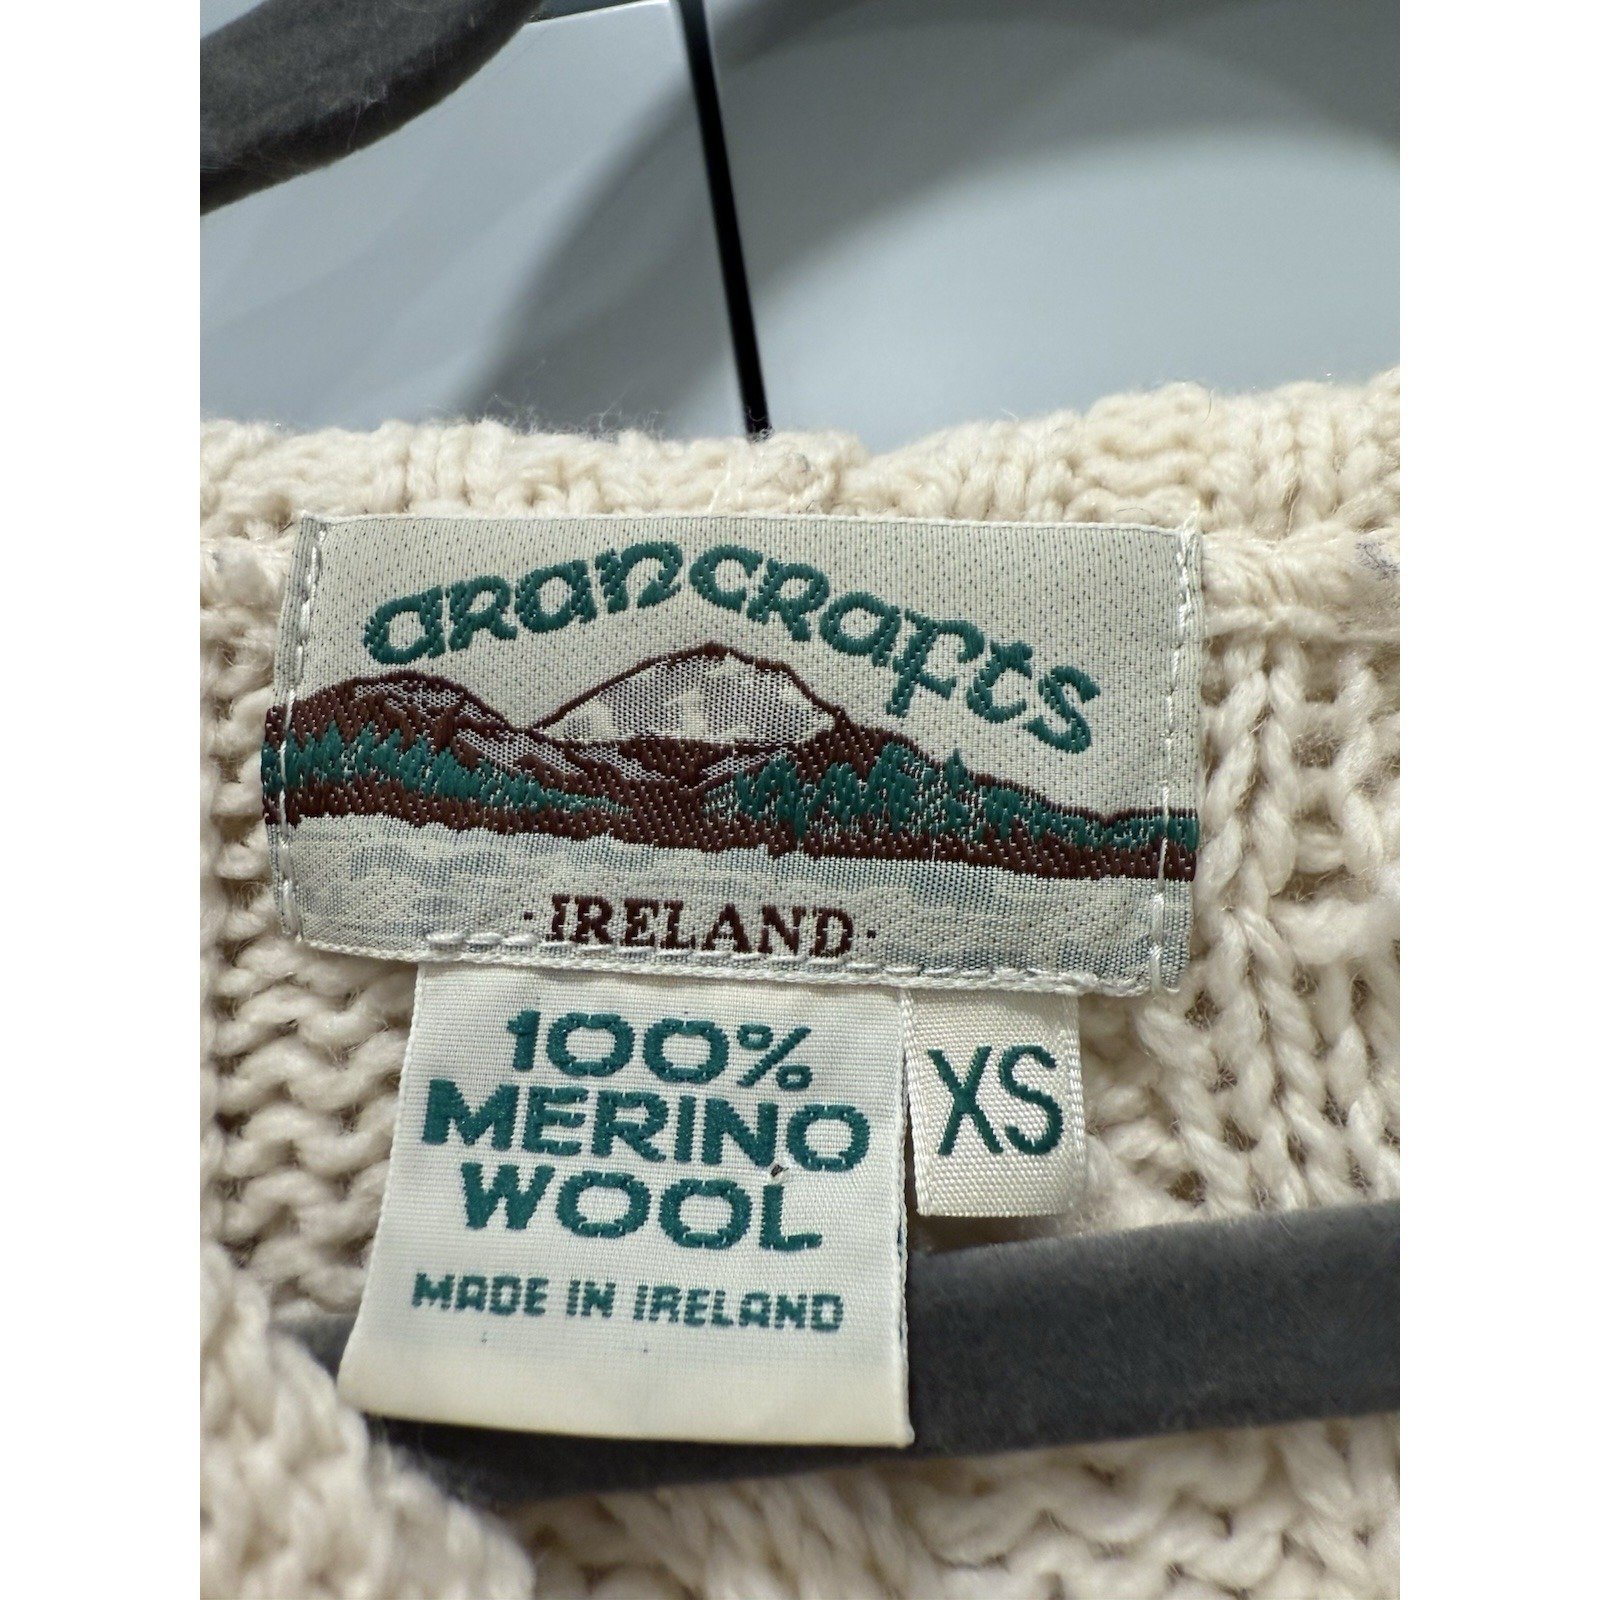 arancrafts
·IRELAND·
100%
MERINO
WOOL
MADE IN IRELAND
XS